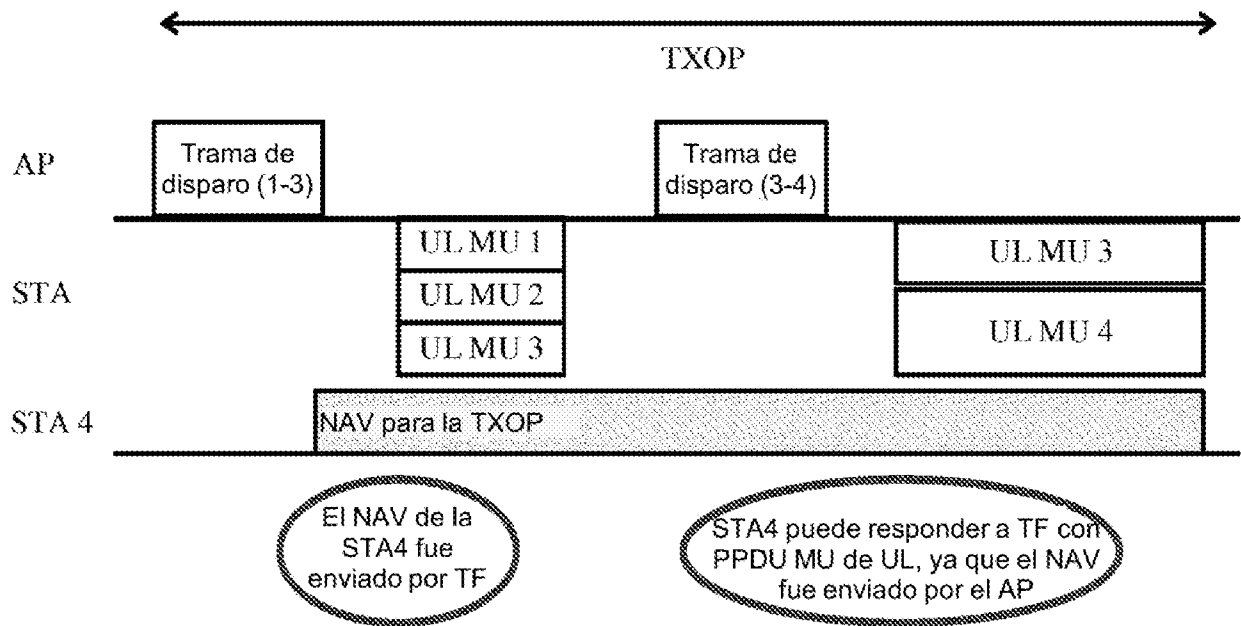 TXOP
AP
Trama de
disparo (1-3)
Trama de
disparo (3-4)
STA
UL MU 1
UL MU 2
UL MU 3
UL MU 3
UL MU 4
STA 4
NAV para la TXOP
El NAV de la
STA4 fue
enviado por TF
STA4 puede responder a TF con
PPDU MU de UL, ya que el NAV
fue enviado por el AP